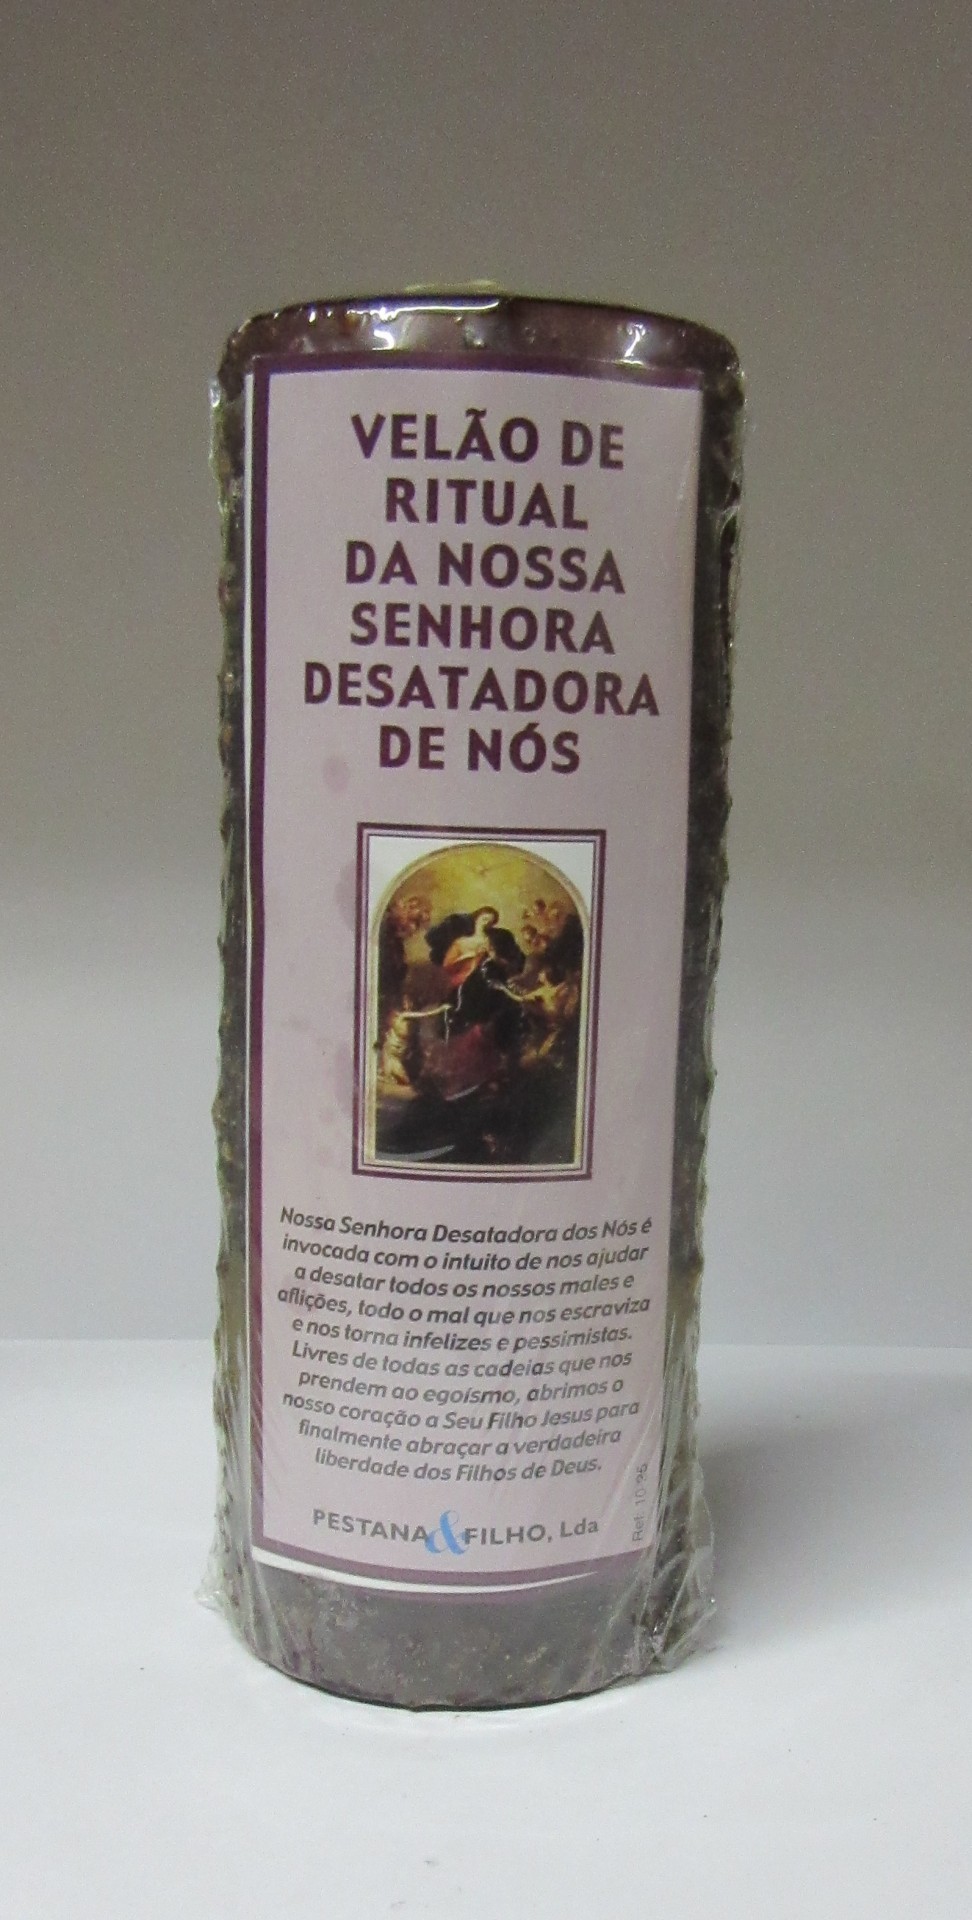 VELÃO DE
RITUAL
DA NOSSA
SENHORA
DESATADORA
DE NÓS
Nossa Senhora Desatadora dos Nós é
invocada com o intuito de nos ajudar
a desatar todos os nossos males e
aflições, todo o mal que nos escraviza
e nos torna infelizes e pessimistas.
Livres de todas as cadeias que nos
prendem ao egoísmo, abrimos o
nosso coração a Seu Filho Jesus para
finalmente abraçar a verdadeira
liberdade dos Filhos de Deus.
PESTANA & FILHO, Lda
Ref. 10 95